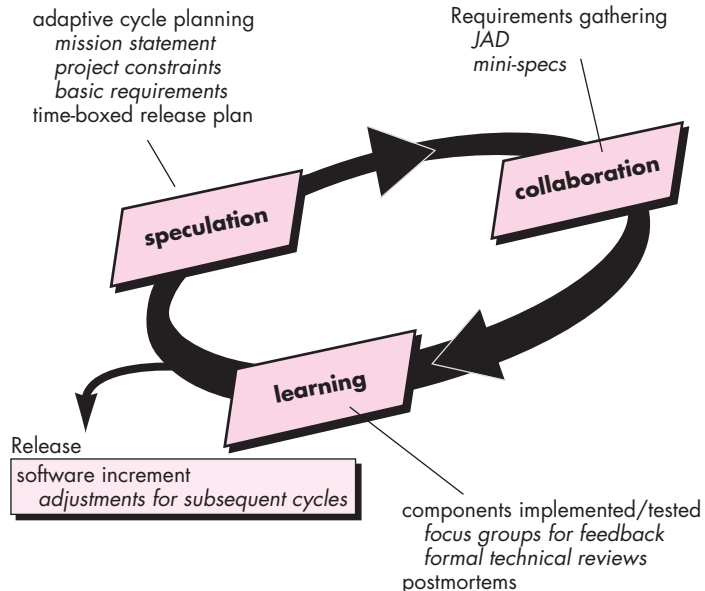 adaptive cycle planning
mission statement
project constraints
basic requirements
time-boxed release plan
Requirements gathering
JAD
mini-specs
speculation
collaboration
learning
Release
software increment
adjustments for subsequent cycles
components implemented/tested
focus groups for feedback
formal technical reviews
postmortems